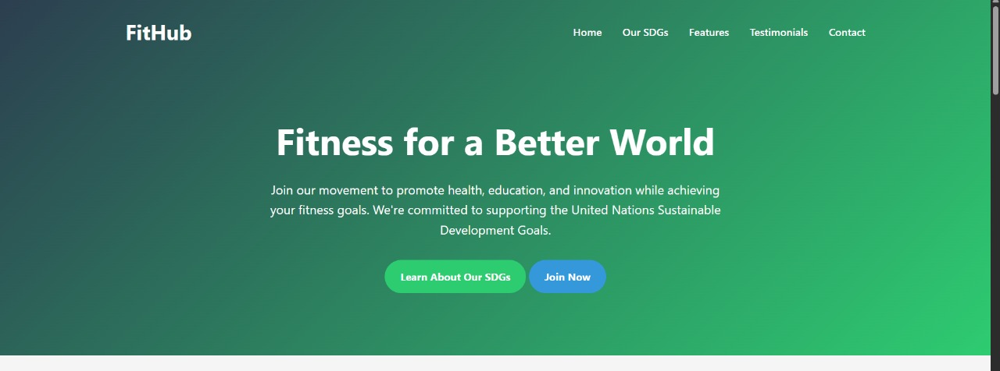 FitHub
Home Our SDGs Features Testimonials Contact
Fitness for a Better World
Join our movement to promote health, education, and innovation while achieving
your fitness goals. We're committed to supporting the United Nations Sustainable
Development Goals.
Learn About Our SDGs Join Now